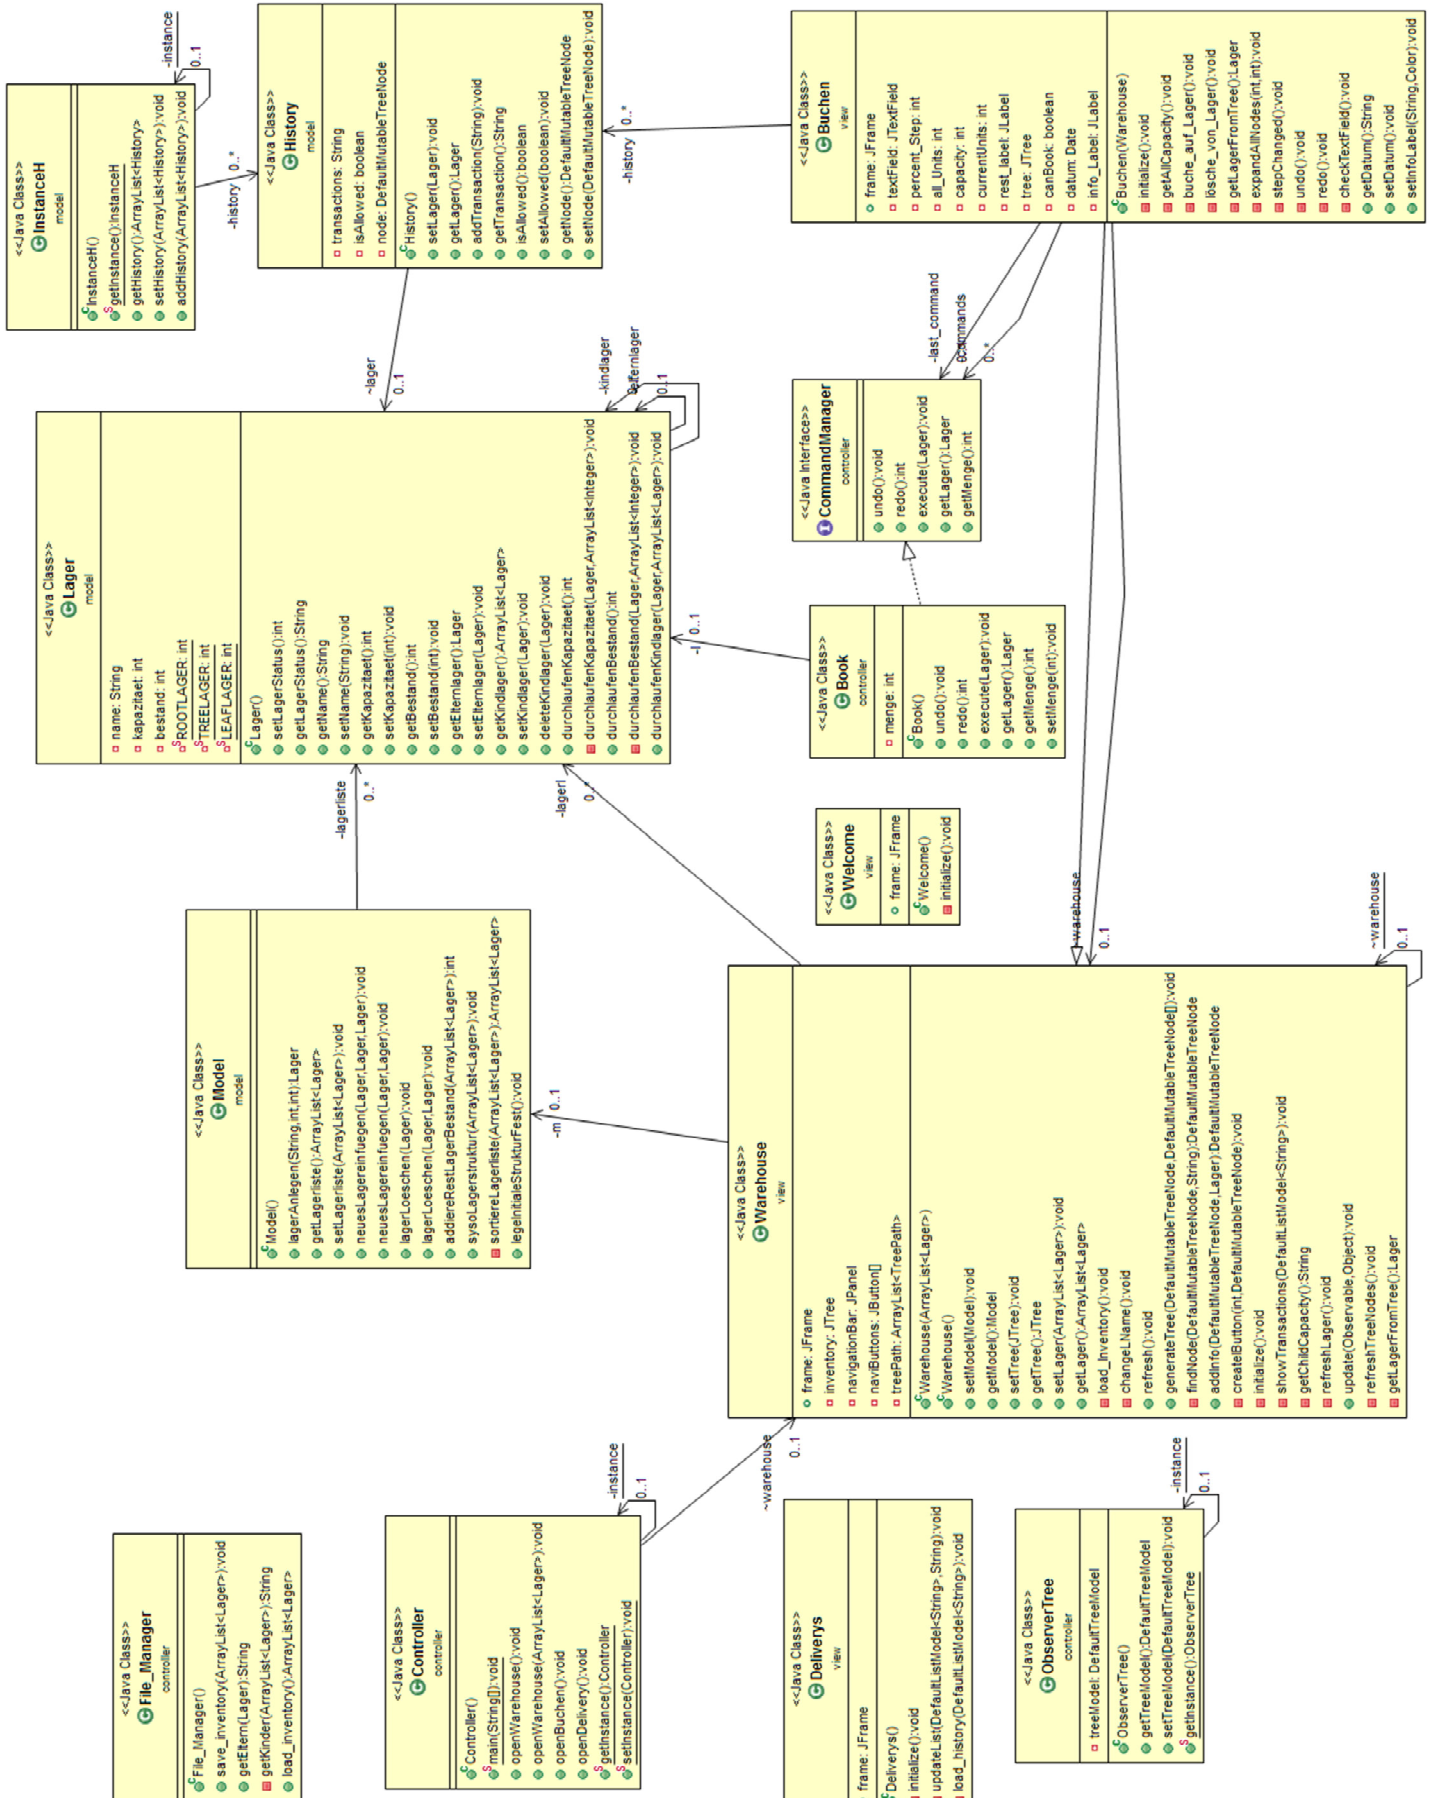 <<Java Class>>
File_Manager
controller
File_Manager()
save_inventory(ArrayList<Lager>):void
getEltern(Lager):String
getKinder(ArrayList<Lager>):String
load_inventory():ArrayList<Lager>
<<Java Class>>
Model
model
Model()
lagerAnlegen(String,int,int):Lager
getLagerliste():ArrayList<Lager>
setLagerliste(ArrayList<Lager>):void
neuesLagereinfuegen(Lager,Lager,Lager):void
neuesLagereinfuegen(Lager,Lager):void
lagerLoeschen(Lager):void
lagerLoeschen(Lager,Lager):void
addiereRestLagerBestand(ArrayList<Lager>):int
sysoLagerstruktur(ArrayList<Lager>):void
sortiereLagerliste(ArrayList<Lager>):ArrayList<Lager>
legeInitialeStrukturFest():void
-lagerliste
0..*
<<Java Class>>
Lager
model
name: String
kapazitaet: int
bestand: int
ROOTLAGER: int
TREELAGER: int
LEAFLAGER: int
Lager()
setLagerStatus():int
getLagerStatus():String
getName():String
setName(String):void
getKapazitaet():int
setKapazitaet(int):void
getBestand():int
setBestand(int):void
getElternlager():Lager
setElternlager(Lager):void
getKindlager():ArrayList<Lager>
setKindlager(Lager):void
deleteKindlager(Lager):void
durchlaufenKapazitaet():int
durchlaufenKapazitaet(Lager,ArrayList<Integer>):void
durchlaufenBestand():int
durchlaufenBestand(Lager,ArrayList<Integer>):void
durchlaufenKindlager(Lager,ArrayList<Lager>):void
-kindlager
elternlager
0..1
~lager
0..1
<<Java Class>>
InstanceH
model
InstanceH()
getInstance():InstanceH
getHistory():ArrayList<History>
setHistory(ArrayList<History>):void
addHistory(ArrayList<History>):void
-instance
0..1
-history
0..*
<<Java Class>>
History
model
transactions: String
isAllowed: boolean
node: DefaultMutableTreeNode
History()
setLager(Lager):void
getLager():Lager
addTransaction(String):void
getTransaction():String
isAllowed():boolean
setAllowed(boolean):void
getNode():DefaultMutableTreeNode
setNode(DefaultMutableTreeNode):void
-history
0..*
<<Java Class>>
Controller
controller
Controller()
main(String[]):void
openWarehouse():void
openWarehouse(ArrayList<Lager>):void
openBuchen():void
openDelivery():void
getInstance():Controller
setInstance(Controller):void
-instance
0..1
~warehouse
0..1
-m
0..1
-lagerl
0..*
-l
0..1
<<Java Class>>
Warehouse
view
frame: JFrame
inventory: JTree
navigationBar: JPanel
naviButtons: JButton[]
treePath: ArrayList<TreePath>
Warehouse(ArrayList<Lager>)
Warehouse()
setModel(Model):void
getModel():Model
setTree(JTree):void
getTree():JTree
setLager(ArrayList<Lager>):void
getLager():ArrayList<Lager>
load_Inventory():void
changeLName():void
refresh():void
generateTree(DefaultMutableTreeNode,DefaultMutableTreeNode[]):void
findNode(DefaultMutableTreeNode,String):DefaultMutableTreeNode
addInfo(DefaultMutableTreeNode,Lager):DefaultMutableTreeNode
createIButton(int,DefaultMutableTreeNode):void
initialize():void
showTransactions(DefaultListModel<String>):void
getChildCapacity():String
refreshLager():void
update(Observable,Object):void
refreshTreeNodes():void
getLagerFromTree():Lager
~warehouse
0..1
~warehouse
0..1
<<Java Class>>
Welcome
view
frame: JFrame
Welcome()
initialize():void
<<Java Class>>
Book
controller
menge: int
Book()
undo():void
redo():int
execute(Lager):void
getLager():Lager
getMenge():int
setMenge(int):void
<<Java Interface>>
CommandManager
controller
undo():void
redo():int
execute(Lager):void
getLager():Lager
getMenge():int
-last_command
commands
0..*
<<Java Class>>
Buchen
view
frame: JFrame
textField: JTextField
percent_Step: int
all_Units: int
capacity: int
currentUnits: int
rest_label: JLabel
tree: JTree
canBook: boolean
datum: Date
info_Label: JLabel
Buchen(Warehouse)
initialize():void
getAllCapacity():void
buche_auf_Lager():void
lösche_von_Lager():void
getLagerFromTree():Lager
expandAllNodes(int,int):void
stepChanged():void
undo():void
redo():void
checkTextField():void
getDatum():String
setDatum():void
setInfoLabel(String,Color):void
<<Java Class>>
Deliverys
view
frame: JFrame
Deliverys()
initialize():void
updateList(DefaultListModel<String>,String):void
load_history(DefaultListModel<String>):void
<<Java Class>>
ObserverTree
controller
treeModel: DefaultTreeModel
ObserverTree()
getTreeModel():DefaultTreeModel
setTreeModel(DefaultTreeModel):void
getInstance():ObserverTree
-instance
0..1